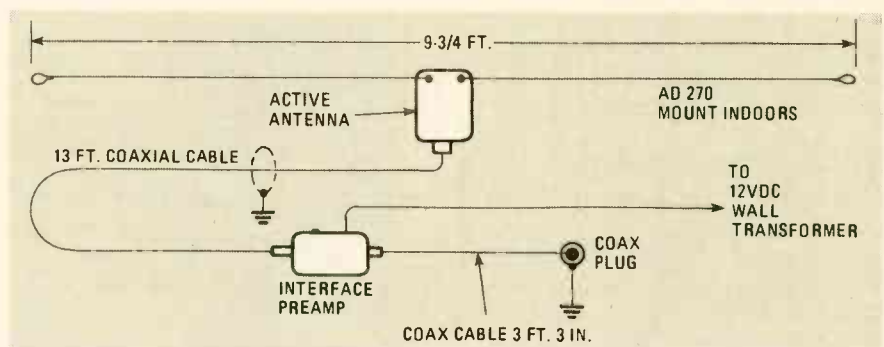 9-3/4 FT.
ACTIVE
ANTENNA
AD 270
MOUNT INDOORS
13 FT. COAXIAL CABLE
TO
12VDC
WALL
TRANSFORMER
COAX
PLUG
INTERFACE
PREAMP
COAX CABLE 3 FT. 3 IN.